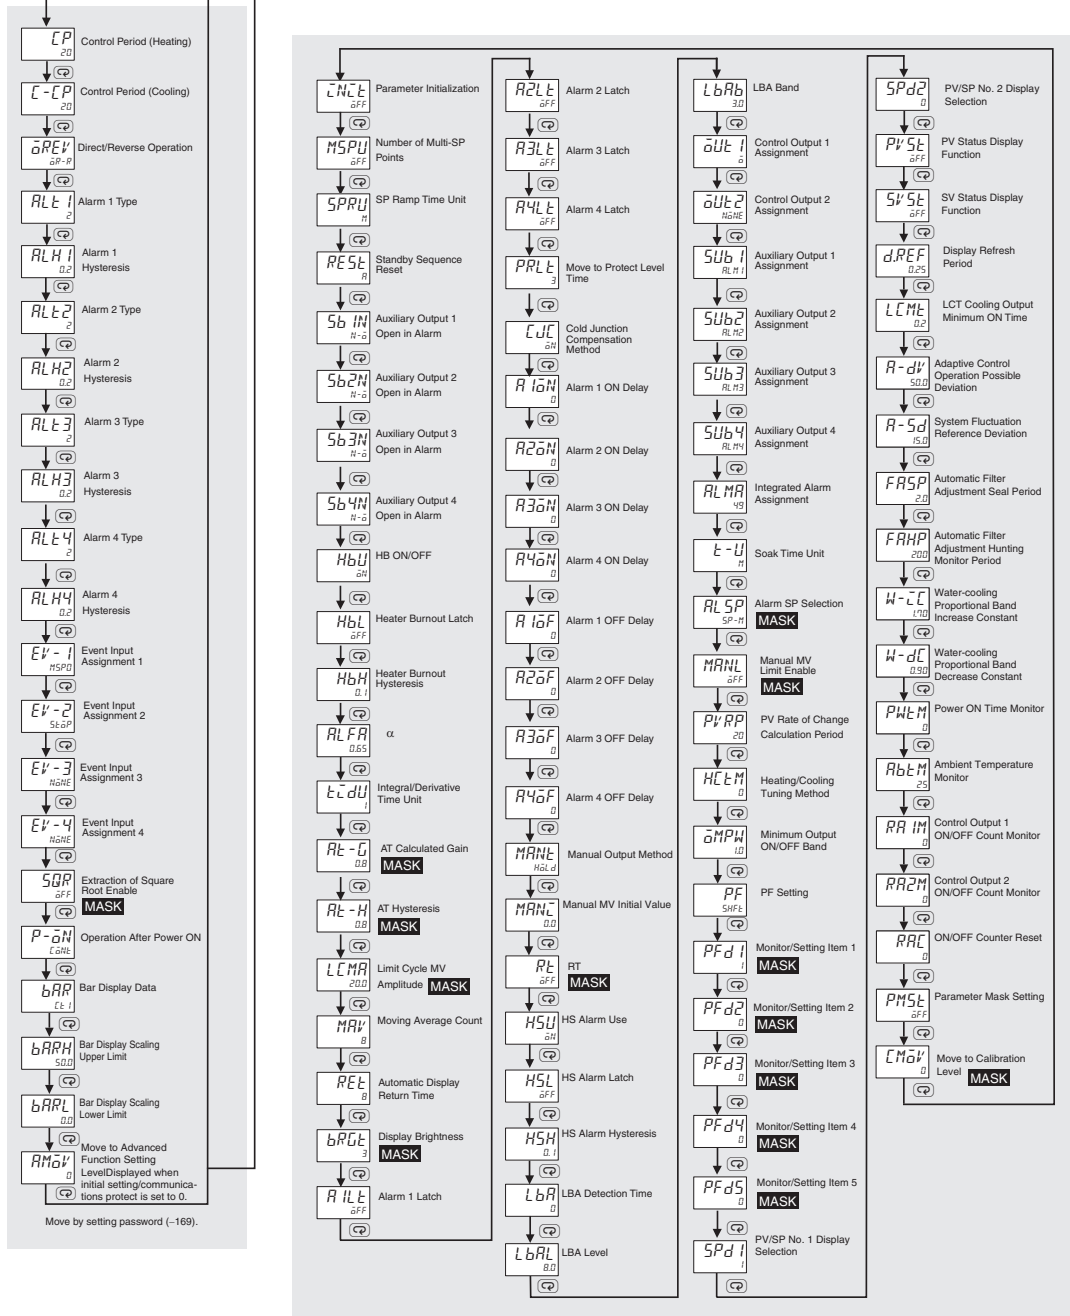 CP
20
Control Period (Heating)
C-CP
20
Control Period (Cooling)
oREV
oR-R
Direct/Reverse Operation
ALt1
2
Alarm 1 Type
ALH1
0.2
Alarm 1
Hysteresis
ALt2
2
Alarm 2 Type
ALH2
0.2
Alarm 2
Hysteresis
ALt3
2
Alarm 3 Type
ALH3
0.2
Alarm 3
Hysteresis
ALt4
2
Alarm 4 Type
ALH4
0.2
Alarm 4
Hysteresis
EV-1
MSP0
Event Input
Assignment 1
EV-2
StoP
Event Input
Assignment 2
EV-3
NoNE
Event Input
Assignment 3
EV-4
NoNE
Event Input
Assignment 4
SQR
oFF
Extraction of Square
Root Enable
MASK
P-oN
CoNt
Operation After Power ON
bAR
Ct1
Bar Display Data
bARH
50.0
Bar Display Scaling
Upper Limit
bARL
0.0
Bar Display Scaling
Lower Limit
AMoV
0
Move to Advanced
Function Setting
LevelDisplayed when
initial setting/communica-
tions protect is set to 0.
Move by setting password (–169).
iNit
oFF
Parameter Initialization
MSPU
oFF
Number of Multi-SP
Points
SPRU
M
SP Ramp Time Unit
RESt
A
Standby Sequence
Reset
Sb1N
N-o
Auxiliary Output 1
Open in Alarm
Sb2N
N-o
Auxiliary Output 2
Open in Alarm
Sb3N
N-o
Auxiliary Output 3
Open in Alarm
Sb4N
N-o
Auxiliary Output 4
Open in Alarm
HbU
oN
HB ON/OFF
HbL
oFF
Heater Burnout Latch
HbH
0.1
Heater Burnout
Hysteresis
ALFA
0.65
α
tidU
1
Integral/Derivative
Time Unit
At-G
0.8
AT Calculated Gain
MASK
At-H
0.8
AT Hysteresis
MASK
LCMA
20.0
Limit Cycle MV
Amplitude MASK
MAV
8
Moving Average Count
REt
8
Automatic Display
Return Time
bRGt
3
Display Brightness
MASK
A1Lt
oFF
Alarm 1 Latch
A2Lt
oFF
Alarm 2 Latch
A3Lt
oFF
Alarm 3 Latch
A4Lt
oFF
Alarm 4 Latch
PRLt
3
Move to Protect Level
Time
CJC
oN
Cold Junction
Compensation
Method
A1oN
0
Alarm 1 ON Delay
A2oN
0
Alarm 2 ON Delay
A3oN
0
Alarm 3 ON Delay
A4oN
0
Alarm 4 ON Delay
A1oF
0
Alarm 1 OFF Delay
A2oF
0
Alarm 2 OFF Delay
A3oF
0
Alarm 3 OFF Delay
A4oF
0
Alarm 4 OFF Delay
MANt
HoLd
Manual Output Method
MANi
0.0
Manual MV Initial Value
Rt
oFF
RT
MASK
HSU
oN
HS Alarm Use
HSL
oFF
HS Alarm Latch
HSH
0.1
HS Alarm Hysteresis
LbA
0
LBA Detection Time
LbAL
8.0
LBA Level
LbAb
3.0
LBA Band
oUt1
o
Control Output 1
Assignment
oUt2
NoNE
Control Output 2
Assignment
SUb1
ALM1
Auxiliary Output 1
Assignment
SUb2
ALM2
Auxiliary Output 2
Assignment
SUb3
ALM3
Auxiliary Output 3
Assignment
SUb4
ALM4
Auxiliary Output 4
Assignment
ALMA
49
Integrated Alarm
Assignment
t-U
M
Soak Time Unit
ALSP
SP-M
Alarm SP Selection
MASK
MANL
oFF
Manual MV
Limit Enable
MASK
PVRP
20
PV Rate of Change
Calculation Period
HCtM
0
Heating/Cooling
Tuning Method
oMPW
1.0
Minimum Output
ON/OFF Band
PF
SHFt
PF Setting
PFd1
1
Monitor/Setting Item 1
MASK
PFd2
0
Monitor/Setting Item 2
MASK
PFd3
0
Monitor/Setting Item 3
MASK
PFd4
0
Monitor/Setting Item 4
MASK
PFd5
0
Monitor/Setting Item 5
MASK
SPd1
1
PV/SP No. 1 Display
Selection
SPd2
0
PV/SP No. 2 Display
Selection
PVSt
oFF
PV Status Display
Function
SVSt
oFF
SV Status Display
Function
d.REF
0.25
Display Refresh
Period
LCMt
0.2
LCT Cooling Output
Minimum ON Time
A-dV
50.0
Adaptive Control
Operation Possible
Deviation
A-Sd
15.0
System Fluctuation
Reference Deviation
FASP
2.0
Automatic Filter
Adjustment Seal Period
FAHP
20.0
Automatic Filter
Adjustment Hunting
Monitor Period
W-iC
1.70
Water-cooling
Proportional Band
Increase Constant
W-dC
0.90
Water-cooling
Proportional Band
Decrease Constant
PWtM
0
Power ON Time Monitor
AbtM
25
Ambient Temperature
Monitor
RA1M
0
Control Output 1
ON/OFF Count Monitor
RA2M
0
Control Output 2
ON/OFF Count Monitor
RAC
0
ON/OFF Counter Reset
PMSt
oFF
Parameter Mask Setting
CMoV
0
Move to Calibration
Level MASK